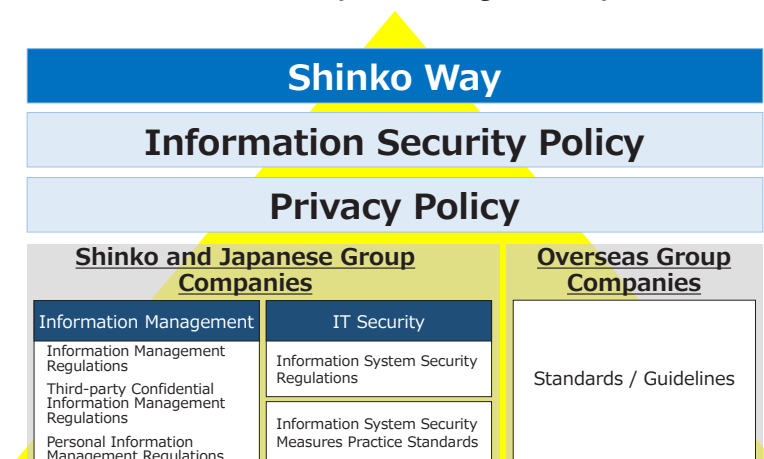 Shinko Way
Information Security Policy
Privacy Policy
Shinko and Japanese Group
Companies
Information Management
Information Management
Regulations
Third-party Confidential
Information Management
Regulations
Personal Information
Management Regulations
IT Security
Information System Security
Regulations
Information System Security
Measures Practice Standards
Overseas Group
Companies
Standards / Guidelines